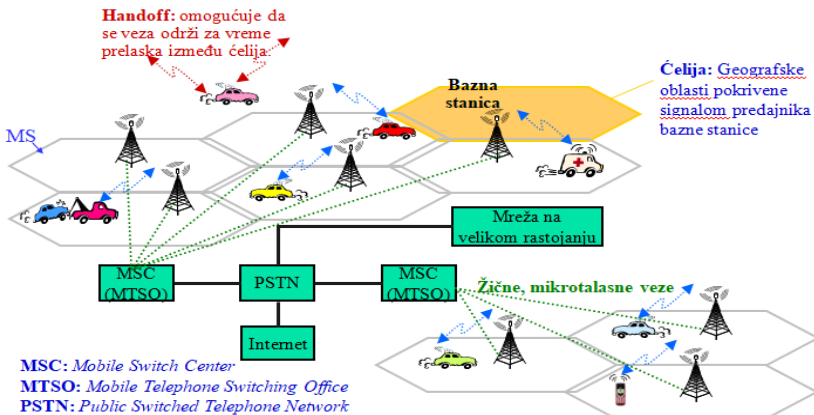 Handoff: omogućuje da
se veza održi za vreme
prelaska između ćelija:
Bazna
stanica
Ćelija: Geografske
oblasti pokrivene
signalom predajnika
bazne stanice
MS
Mreža na
velikom rastojanju
MSC
(MTSO)
PSTN
MSC
(MTSO)
Žične, mikrotalasne veze
Internet
MSC: Mobile Switch Center
MTSO: Mobile Telephone Switching Office
PSTN: Public Switched Telephone Network